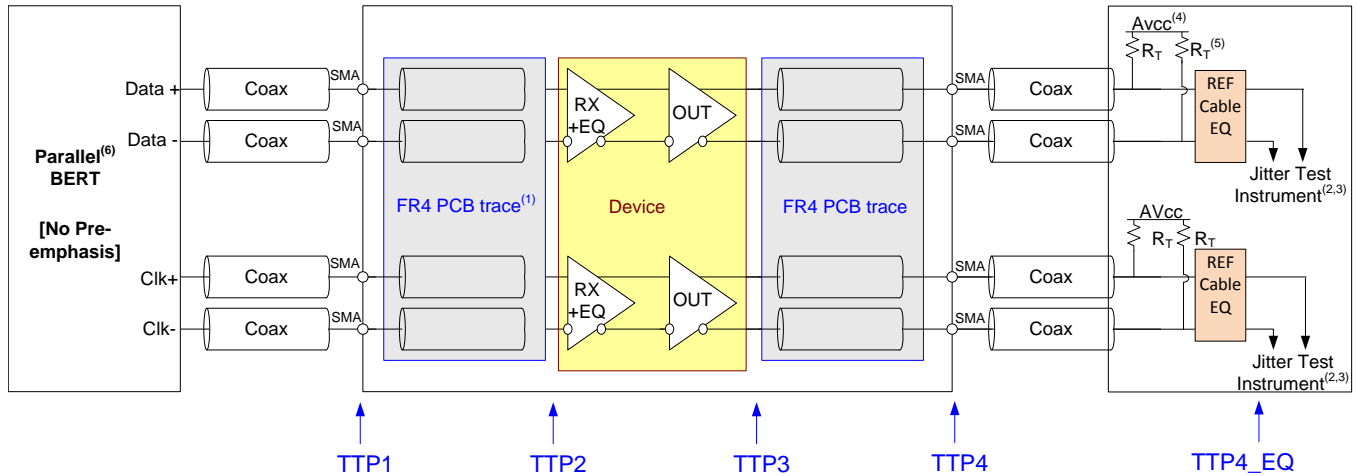 Parallel(6)
BERT
[No Pre-
emphasis]
Data +
Data -
Clk+
Clk-
Coax
Coax
Coax
Coax
SMA
SMA
SMA
SMA
FR4 PCB trace(1)
RX
+EQ
OUT
Device
RX
+EQ
OUT
FR4 PCB trace
SMA
SMA
SMA
SMA
Coax
Coax
Coax
Coax
Avcc(4)
RT
RT(5)
REF
Cable
EQ
Jitter Test
Instrument(2,3)
AVcc
RT
RT
REF
Cable
EQ
Jitter Test
Instrument(2,3)
TTP1
TTP2
TTP3
TTP4
TTP4_EQ